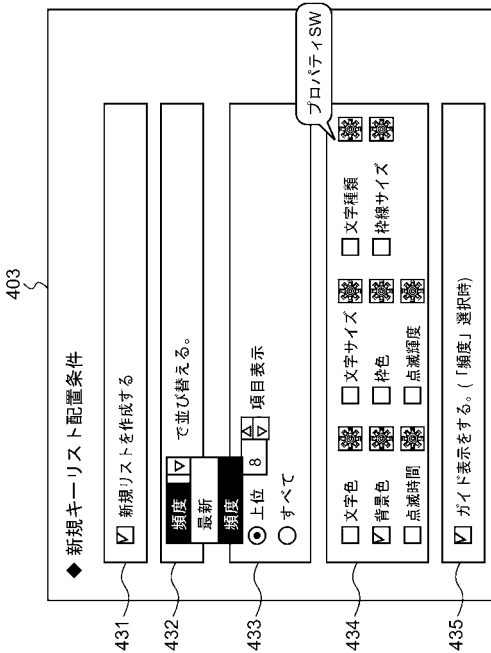 403
◆ 新規キーリスト配置条件
431
新規リストを作成する
432
頻度 ▽ で並び替える。
最新
頻度
433
上位 8 △▽ 項目表示
すべて
プロパティSW
434
文字色 文字サイズ 文字種類
背景色 枠色 枠線サイズ
点滅時間 点滅輝度
435
ガイド表示をする。(「頻度」選択時)